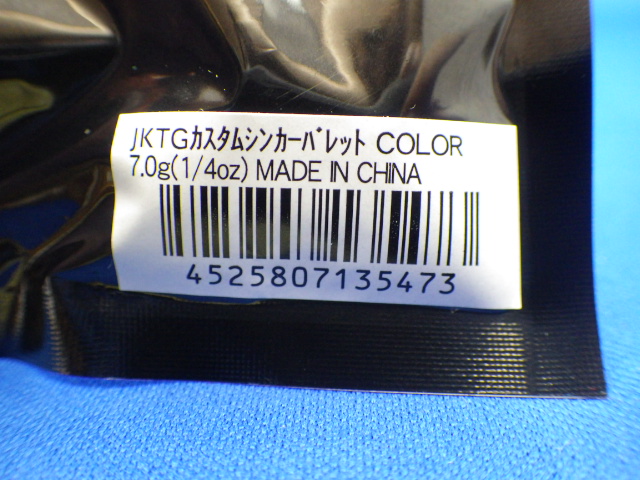 JKTGｶｽﾀﾑｼﾝｶｰﾊﾞﾚｯﾄ COLOR
7.0g(1/4oz) MADE IN CHINA
4525807135473